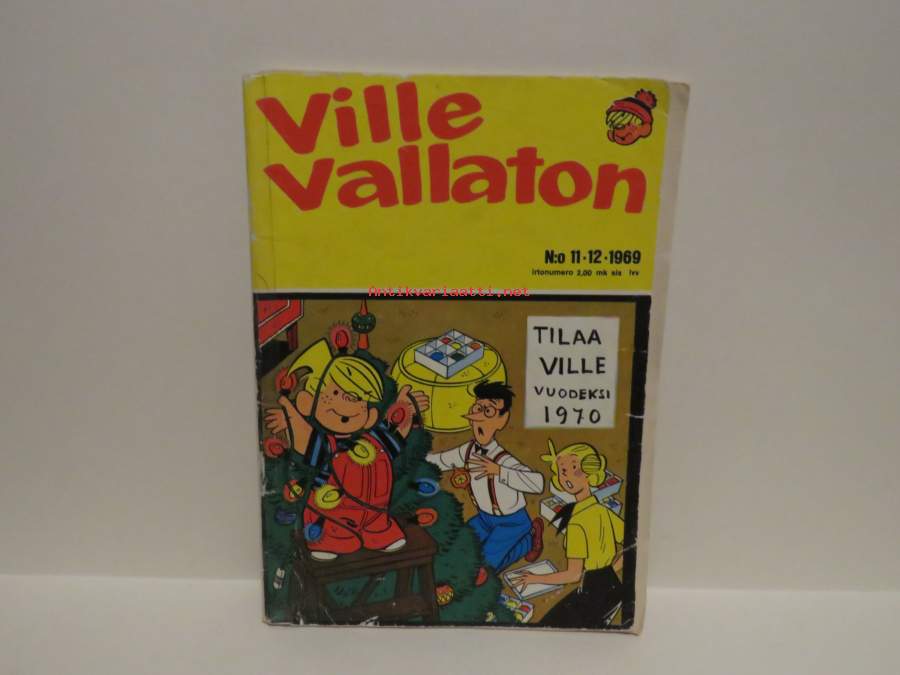 Ville
Vallaton
N:o 11-12-1969
irtonumero 2,00 mk sis lvv
Antikvariaatti.net
TILAA
VILLE
VUODEKSI
1970